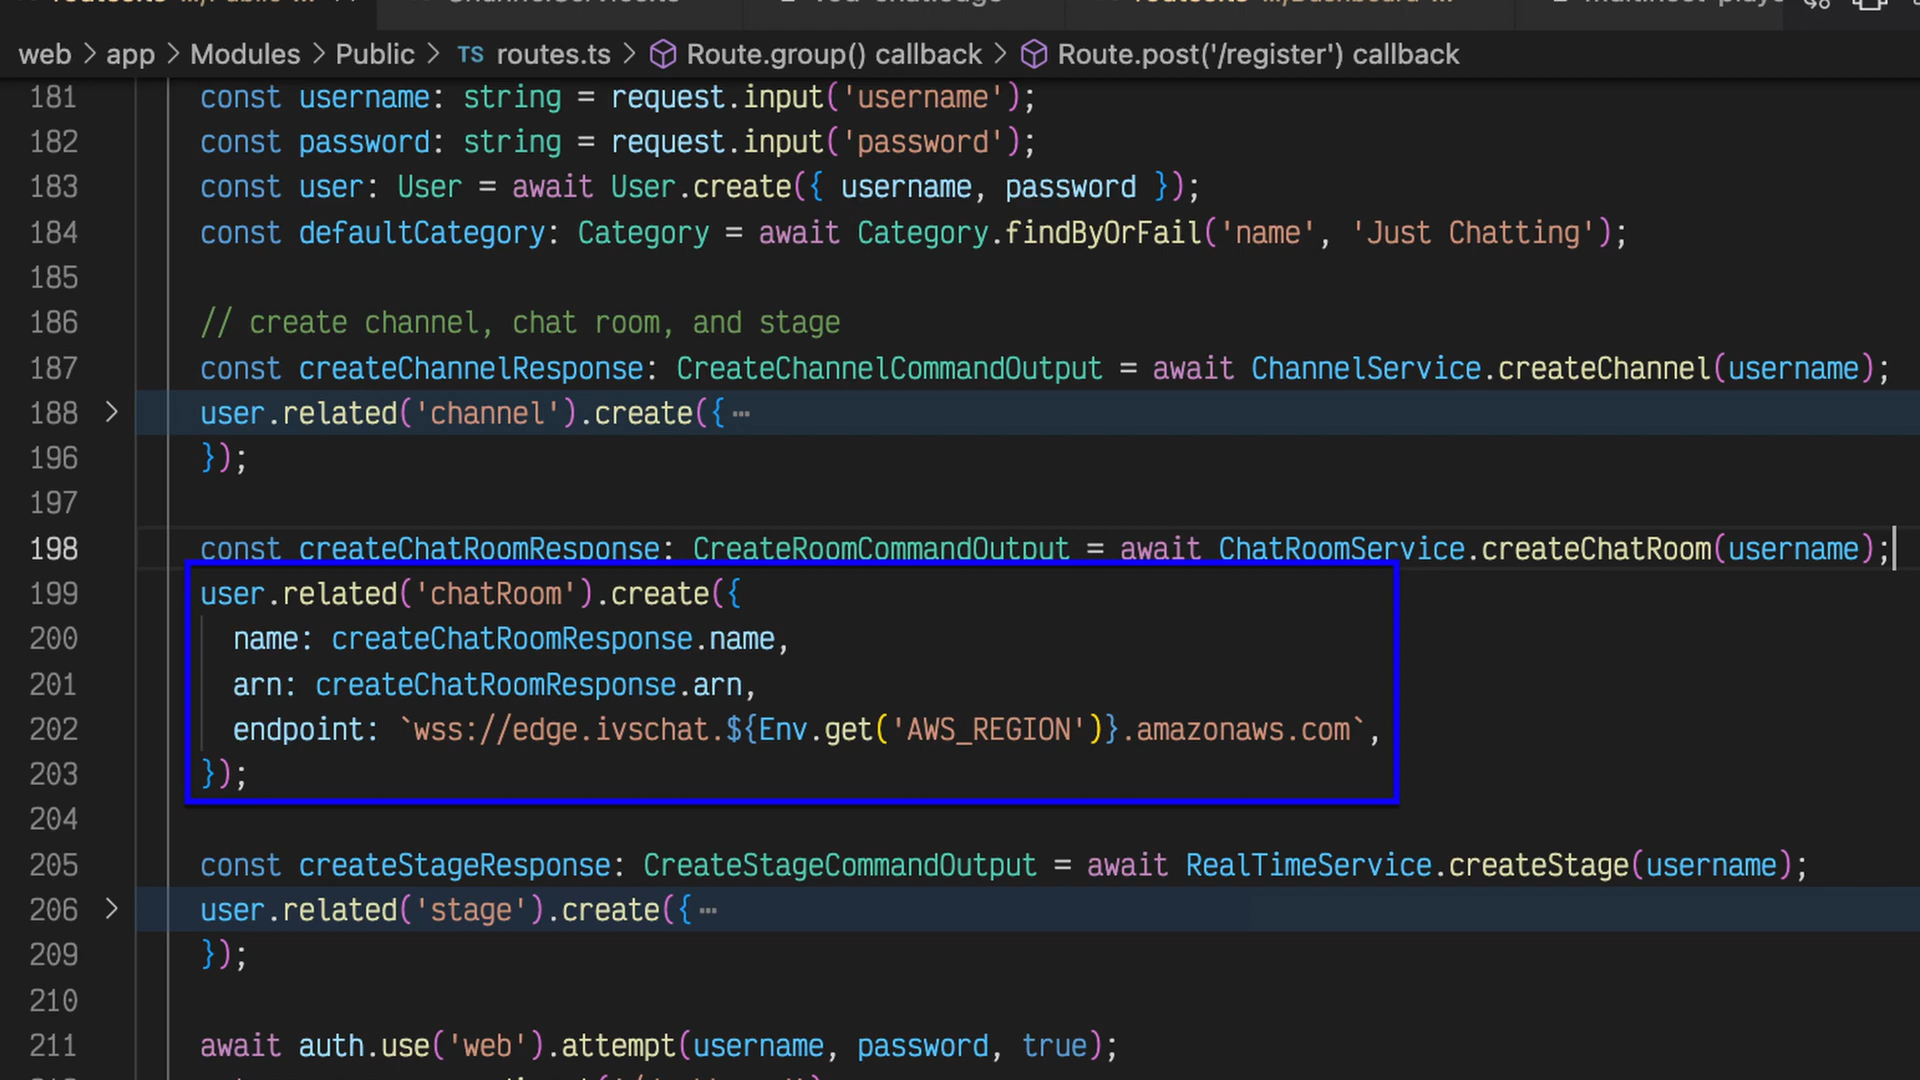 web > app > Modules > Public > TS routes.ts > Route.group() callback > Route.post('/register') callback
181 const username: string = request.input('username');
182 const password: string = request.input('password');
183 const user: User = await User.create({ username, password });
184 const defaultCategory: Category = await Category.findByOrFail('name', 'Just Chatting');
185
186 // create channel, chat room, and stage
187 const createChannelResponse: CreateChannelCommandOutput = await ChannelService.createChannel(username);
188 user.related('channel').create({ ⋯
196 });
197
198 const createChatRoomResponse: CreateRoomCommandOutput = await ChatRoomService.createChatRoom(username);
199 user.related('chatRoom').create({
200 name: createChatRoomResponse.name,
201 arn: createChatRoomResponse.arn,
202 endpoint: `wss://edge.ivschat.${Env.get('AWS_REGION')}.amazonaws.com`,
203 });
204
205 const createStageResponse: CreateStageCommandOutput = await RealTimeService.createStage(username);
206 user.related('stage').create({ ⋯
209 });
210
211 await auth.use('web').attempt(username, password, true);